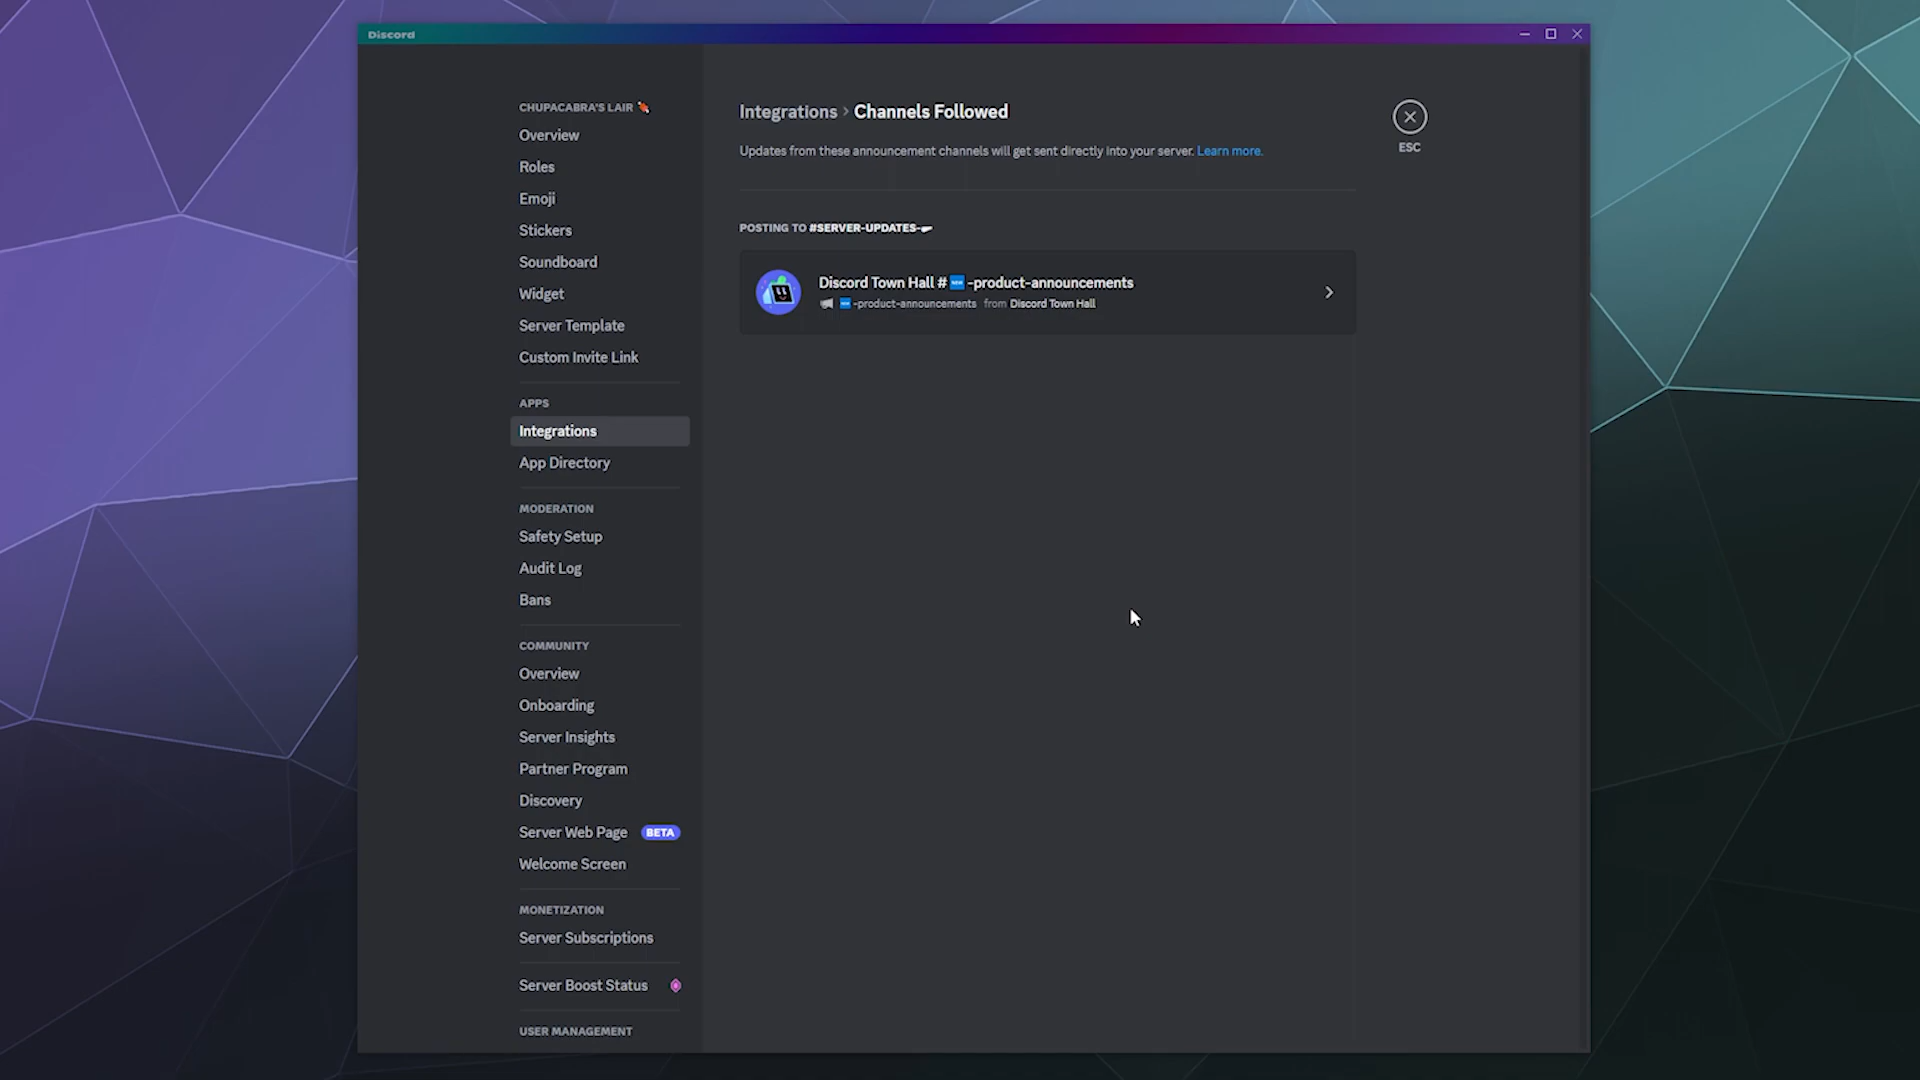 Discord
CHUPACABRA'S LAIR
Overview
Roles
Emoji
Stickers
Soundboard
Widget
Server Template
Custom Invite Link
APPS
Integrations
App Directory
MODERATION
Safety Setup
Audit Log
Bans
COMMUNITY
Overview
Onboarding
Server Insights
Partner Program
Discovery
Server Web Page BETA
Welcome Screen
MONETIZATION
Server Subscriptions
Server Boost Status
USER MANAGEMENT
Integrations › Channels Followed
Updates from these announcement channels will get sent directly into your server. Learn more.
POSTING TO #SERVER-UPDATES-
Discord Town Hall #🆕-product-announcements
🆕-product-announcements from Discord Town Hall
ESC